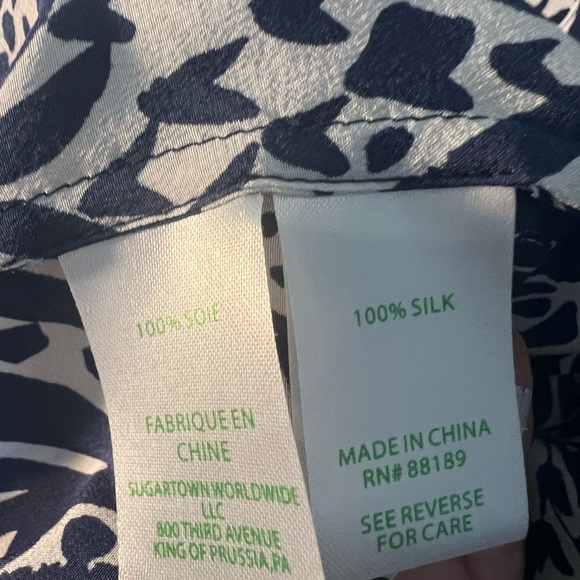 100% SOIE
FABRIQUE EN
CHINE
SUGARTOWN WORLDWIDE
LLC
800 THIRD AVENUE
KING OF PRUSSIA, PA
100% SILK
MADE IN CHINA
RN# 88189
SEE REVERSE
FOR CARE